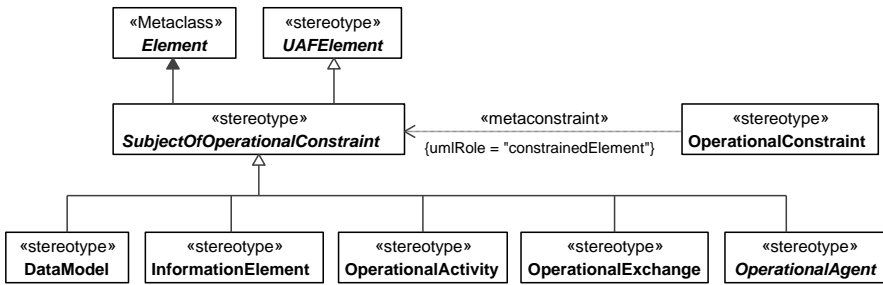 «Metaclass»
Element
«stereotype»
UAFElement
«stereotype»
SubjectOfOperationalConstraint
«metaconstraint»
{umlRole = "constrainedElement"}
«stereotype»
OperationalConstraint
«stereotype»
DataModel
«stereotype»
InformationElement
«stereotype»
OperationalActivity
«stereotype»
OperationalExchange
«stereotype»
OperationalAgent